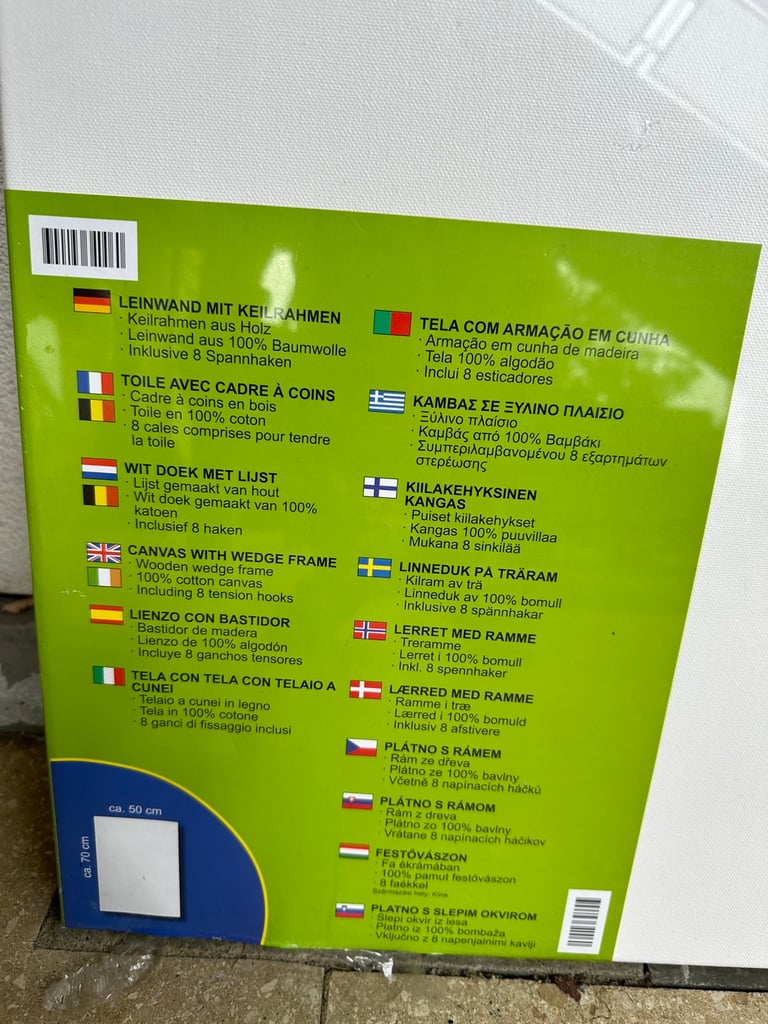 LEINWAND MIT KEILRAHMEN
· Keilrahmen aus Holz
· Leinwand aus 100% Baumwolle
· Inklusive 8 Spannhaken
TOILE AVEC CADRE À COINS
· Cadre à coins en bois
· Toile en 100% coton
· 8 cales comprises pour tendre
la toile
WIT DOEK MET LIJST
· Lijst gemaakt van hout
· Wit doek gemaakt van 100%
katoen
· Inclusief 8 haken
CANVAS WITH WEDGE FRAME
· Wooden wedge frame
· 100% cotton canvas
· Including 8 tension hooks
LIENZO CON BASTIDOR
· Bastidor de madera
· Lienzo de 100% algodón
· Incluye 8 ganchos tensores
TELA CON TELA CON TELAIO A
CUNEI
· Telaio a cunei in legno
· Tela in 100% cotone
· 8 ganci di fissaggio inclusi
ca. 50 cm
ca. 70 cm
TELA COM ARMAÇÃO EM CUNHA
· Armação em cunha de madeira
· Tela 100% algodão
· Inclui 8 esticadores
ΚΑΜΒΑΣ ΣΕ ΞΥΛΙΝΟ ΠΛΑΙΣΙΟ
· Ξύλινο πλαίσιο
· Καμβάς από 100% Βαμβάκι
· Συμπεριλαμβανομένου 8 εξαρτημάτων
στερέωσης
KIILAKEHYKSINEN
KANGAS
· Puiset kiilakehykset
· Kangas 100% puuvillaa
· Mukana 8 sinkilää
LINNEDUK PÅ TRÄRAM
· Kilram av trä
· Linneduk av 100% bomull
· Inklusive 8 spännhakar
LERRET MED RAMME
· Treramme
· Lerret i 100% bomull
· Inkl. 8 spennhaker
LÆRRED MED RAMME
· Ramme i træ
· Lærred i 100% bomuld
· Inklusiv 8 afstivere
PLÁTNO S RÁMEM
· Rám ze dřeva
· Plátno ze 100% bavlny
· Včetně 8 napínacích háčků
PLÁTNO S RÁMOM
· Rám z dreva
· Plátno zo 100% bavlny
· Vrátane 8 napínacích háčikov
FESTŐVÁSZON
· Fa ékrámában
· 100% pamut festővászon
· 8 faékkel
Származási hely: Kína
PLATNO S SLEPIM OKVIROM
· Slepi okvir iz lesa
· Platno iz 100% bombaža
· Vključno z 8 napenjalnimi kavlji